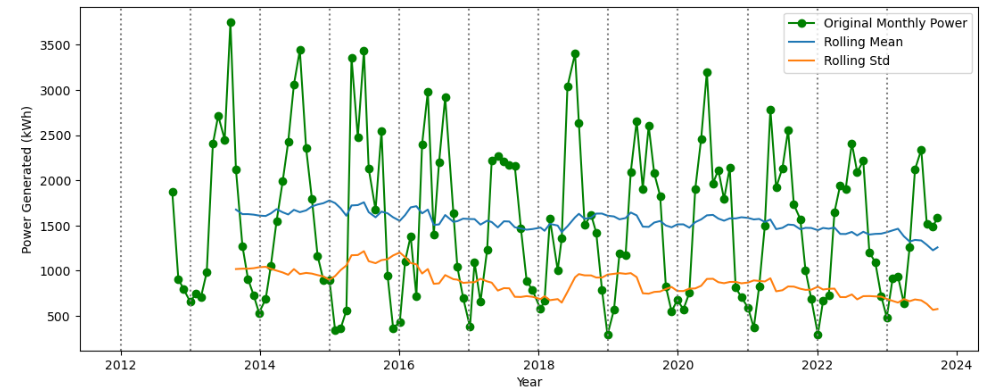 Original Monthly Power
Rolling Mean
Rolling Std
Power Generated (kWh)
3500
3000
2500
2000
1500
1000
500
2012
2014
2016
2018
2020
2022
2024
Year